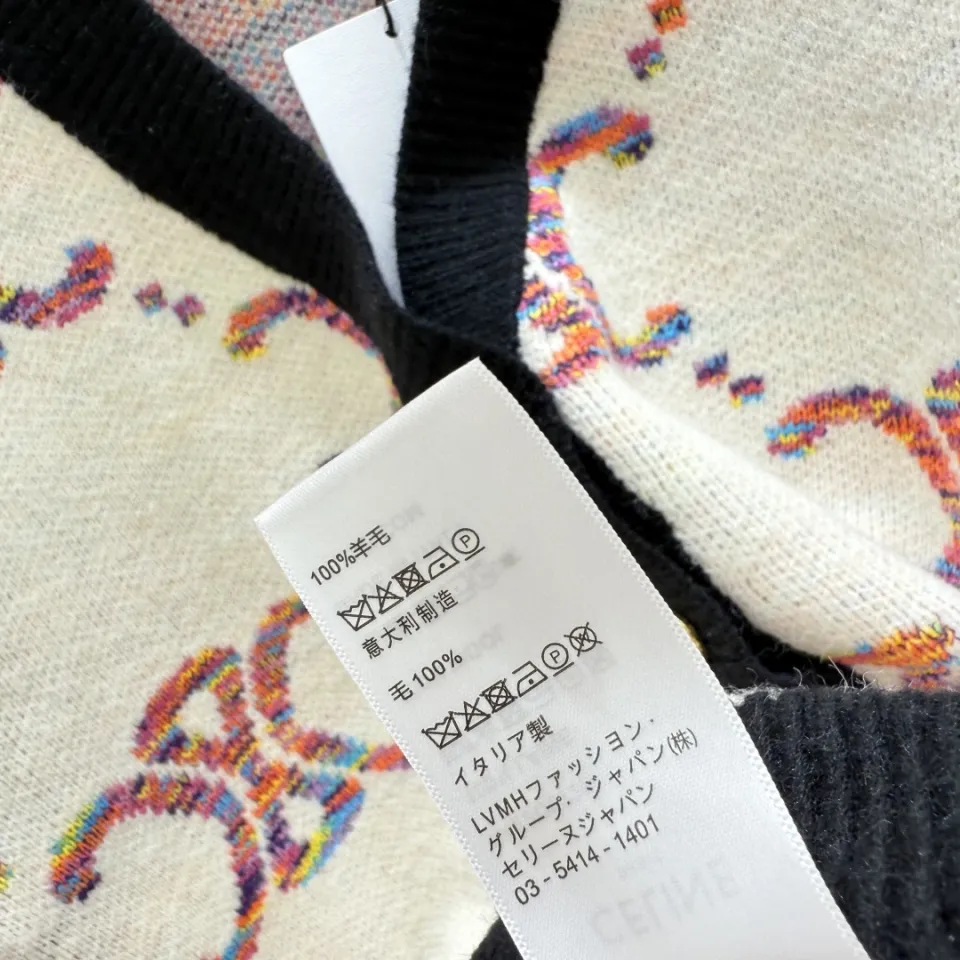 100%羊毛
意大利制造
毛100%
イタリア製
LVMHファッション・
グループ・ジャパン(株)
セリーヌジャパン
03-5414-1401
CELINE